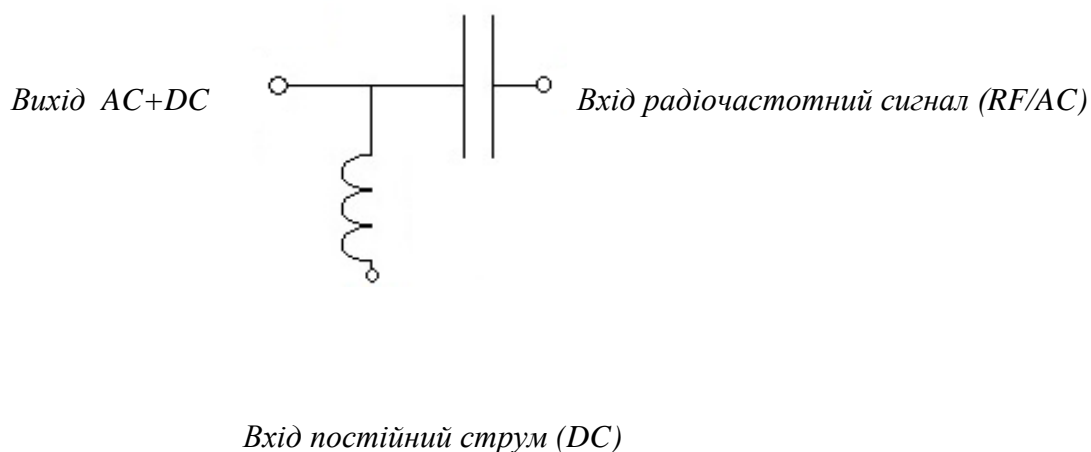 Вихід AC+DC
Вхід радіочастотний сигнал (RF/AC)
Вхід постійний струм (DC)